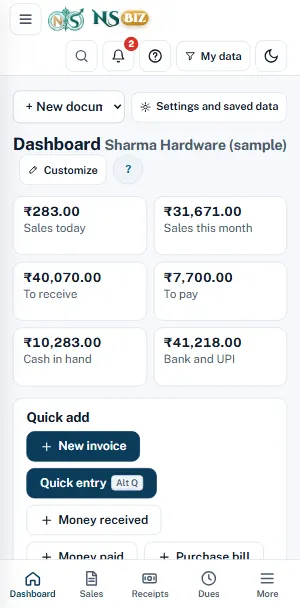 NS NS BIZ
2
My data
+ New docun
Settings and saved data
Dashboard Sharma Hardware (sample)
Customize
?
₹283.00
Sales today
₹31,671.00
Sales this month
₹40,070.00
To receive
₹7,700.00
To pay
₹10,283.00
Cash in hand
₹41,218.00
Bank and UPI
Quick add
+ New invoice
Quick entry Alt Q
+ Money received
+ Money paid
+ Purchase bill
Dashboard
Sales
Receipts
Dues
More